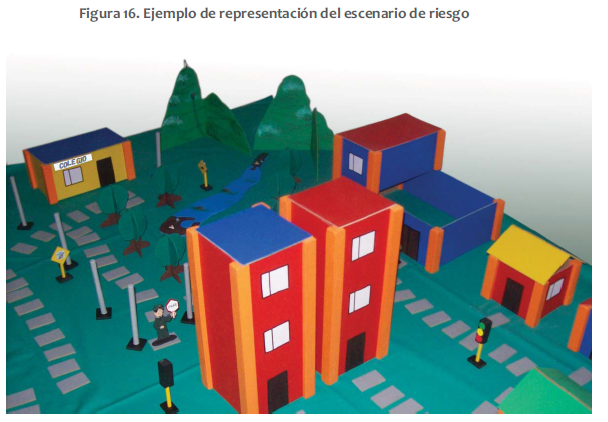 Figura 16. Ejemplo de representación del escenario de riesgo
COLEGIO